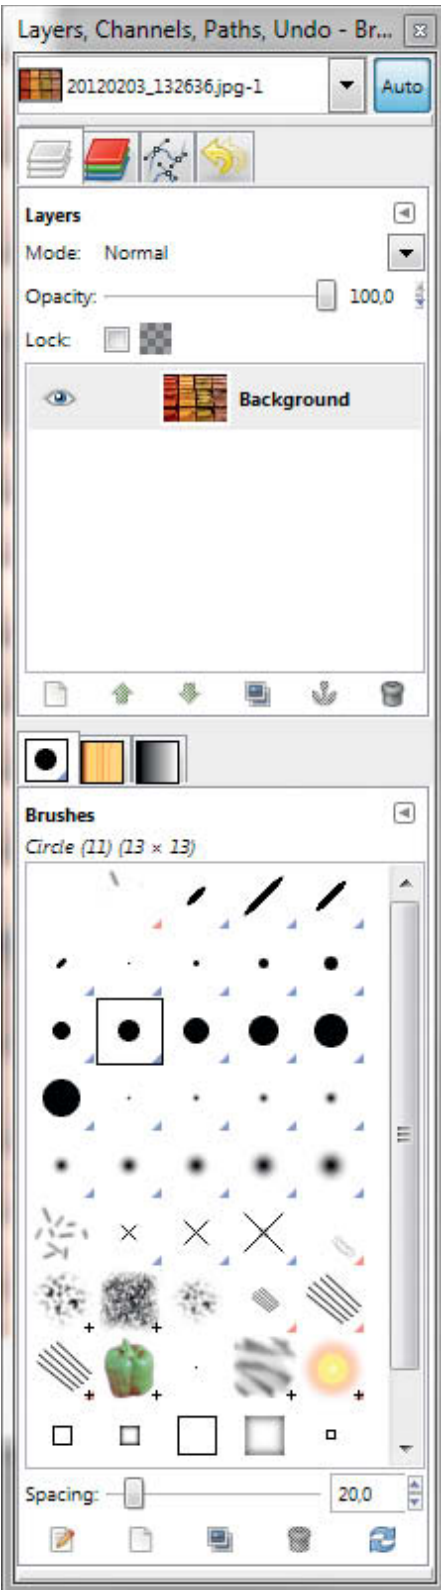 Layers, Channels, Paths, Undo - Br...
20120203_132636.jpg-1
Auto
Layers
Mode: Normal
Opacity: 100,0
Lock:
Background
Brushes
Circle (11) (13 × 13)
Spacing: 20,0